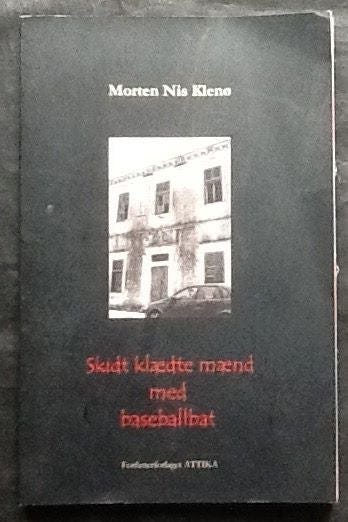 Morten Nis Klenø
Skidt klædte mænd
med
baseballbat
Forfatterforlaget ATTIKA